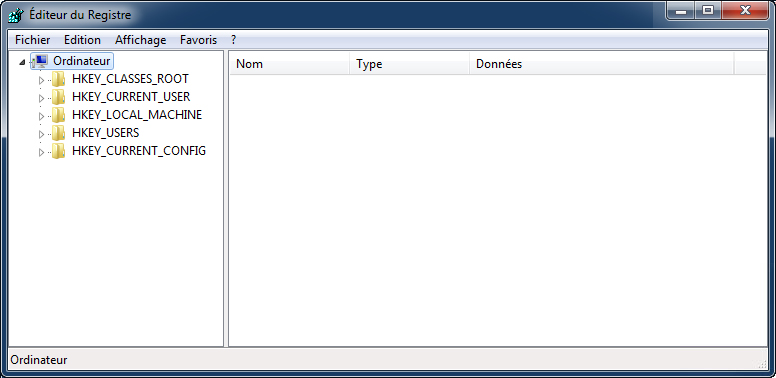 Éditeur du Registre
Fichier Edition Affichage Favoris ?
Ordinateur
HKEY_CLASSES_ROOT
HKEY_CURRENT_USER
HKEY_LOCAL_MACHINE
HKEY_USERS
HKEY_CURRENT_CONFIG
Nom Type Données
Ordinateur